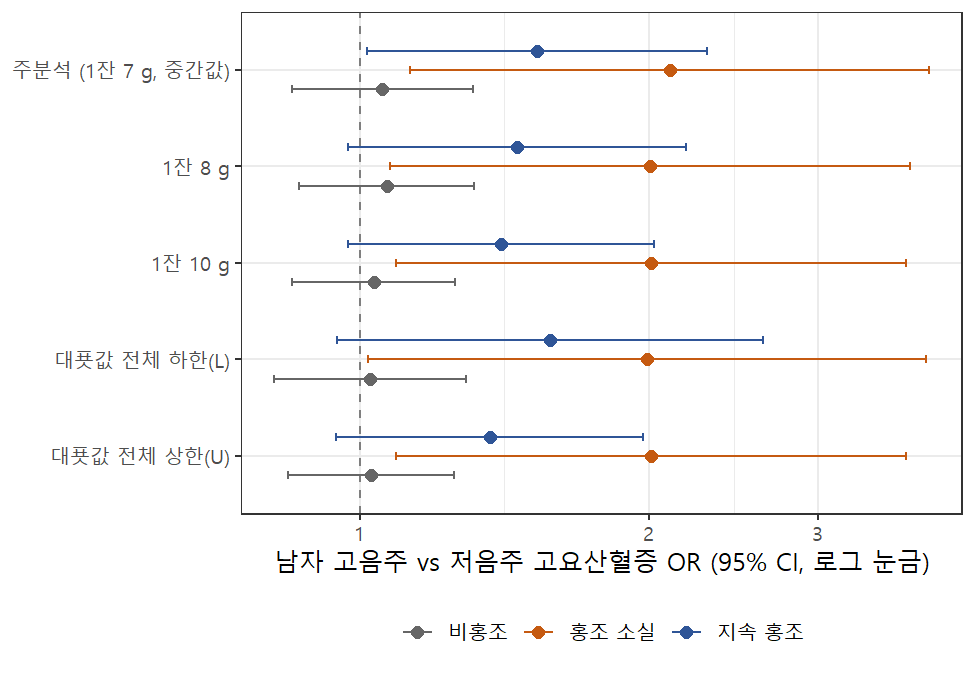 주분석 (1잔 7 g, 중간값)
1잔 8 g
1잔 10 g
대푯값 전체 하한(L)
대푯값 전체 상한(U)
1 2 3
남자 고음주 vs 저음주 고요산혈증 OR (95% CI, 로그 눈금)
비홍조 홍조 소실 지속 홍조